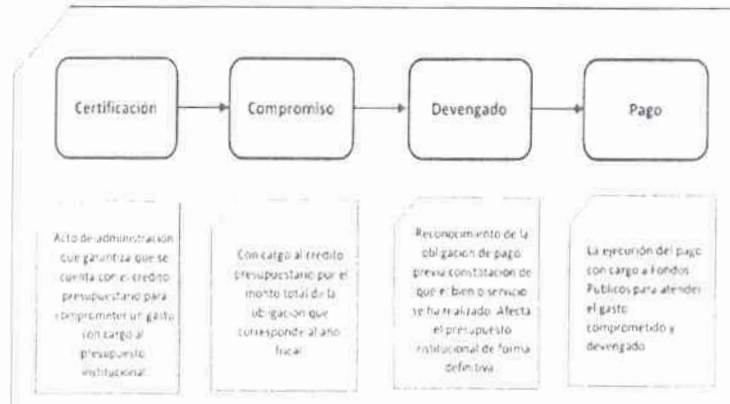 Certificación
Compromiso
Devengado
Pago
Acto de administración
que garantiza que se
cuenta con el crédito
presupuestario para
comprometer un gasto
con cargo al
presupuesto
institucional
Con cargo al crédito
presupuestario por el
monto total de la
obligación que
corresponde al año
fiscal
Reconocimiento de la
obligación de pago
previa constatación de
que el bien o servicio
se ha realizado. Afecta
el presupuesto
institucional de forma
definitiva
La ejecución del pago
con cargo a Fondos
Públicos para atender
el gasto
comprometido y
devengado